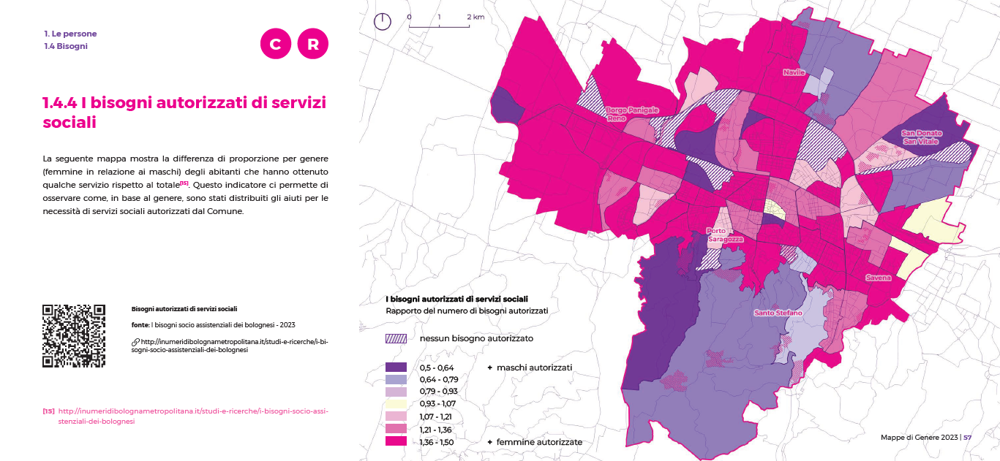 1. Le persone
1.4 Bisogni
C R
1.4.4 I bisogni autorizzati di servizi
sociali
La seguente mappa mostra la differenza di proporzione per genere
(femmine in relazione ai maschi) degli abitanti che hanno ottenuto
qualche servizio rispetto al totale[15]. Questo indicatore ci permette di
osservare come, in base al genere, sono stati distribuiti gli aiuti per le
necessità di servizi sociali autorizzati dal Comune.
Bisogni autorizzati di servizi sociali
fonte: I bisogni socio assistenziali dei bolognesi - 2023
http://inumeridibolognametropolitana.it/studi-e-ricerche/i-bi-
sogni-socio-assistenziali-dei-bolognesi
[15] http://inumeridibolognametropolitana.it/studi-e-ricerche/i-bisogni-socio-assi-
stenziali-dei-bolognesi
0 1 2 km
Navile
Borgo Panigale
Reno
San Donato
San Vitale
Porto
Saragozza
Savena
Santo Stefano
I bisogni autorizzati di servizi sociali
Rapporto del numero di bisogni autorizzati
nessun bisogno autorizzato
0,5 - 0,64 + maschi autorizzati
0,64 - 0,79
0,79 - 0,93
0,93 - 1,07
1,07 - 1,21
1,21 - 1,36
1,36 - 1,50 + femmine autorizzate
Mappe di Genere 2023 | 57